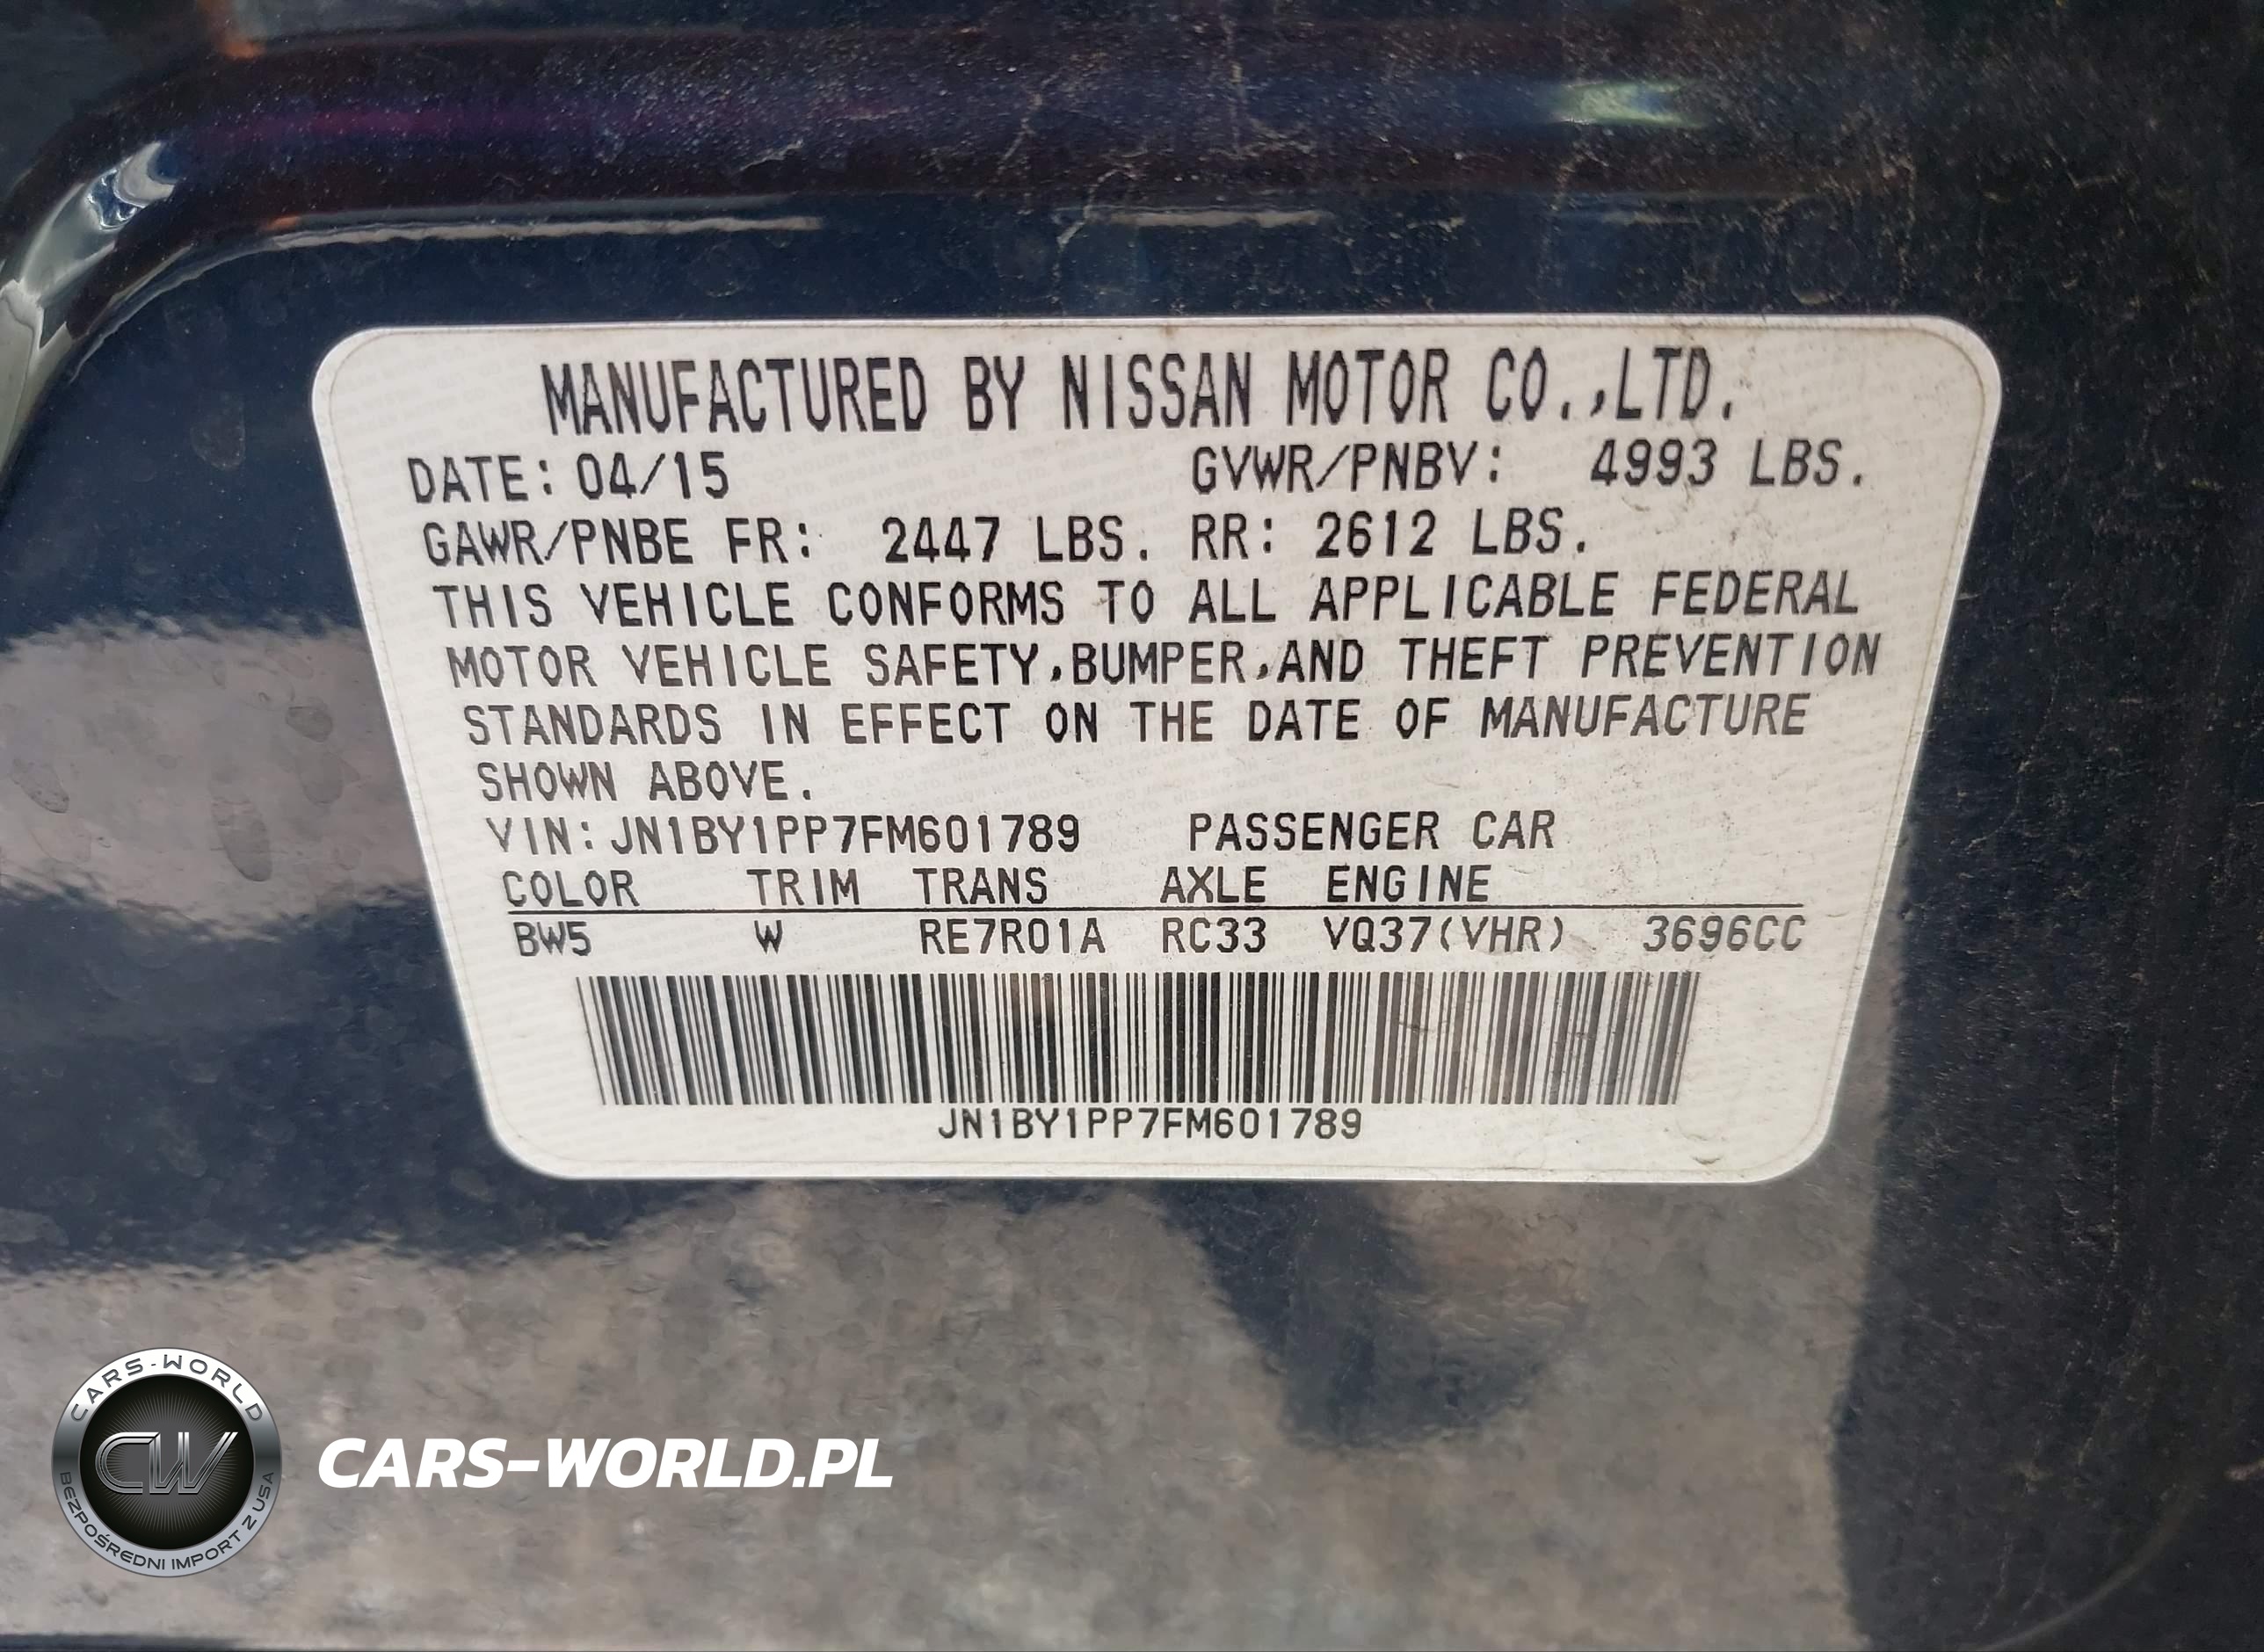 MANUFACTURED BY NISSAN MOTOR CO.,LTD.
DATE: 04/15 GVWR/PNBV: 4993 LBS.
GAWR/PNBE FR: 2447 LBS. RR: 2612 LBS.
THIS VEHICLE CONFORMS TO ALL APPLICABLE FEDERAL
MOTOR VEHICLE SAFETY,BUMPER,AND THEFT PREVENTION
STANDARDS IN EFFECT ON THE DATE OF MANUFACTURE
SHOWN ABOVE.
VIN:JN1BY1PP7FM601789 PASSENGER CAR
COLOR TRIM TRANS AXLE ENGINE
BW5 W RE7R01A RC33 VQ37(VHR) 3696CC
JN1BY1PP7FM601789
CARS-WORLD
CW
BEZPOŚREDNI IMPORT Z USA
CARS-WORLD.PL